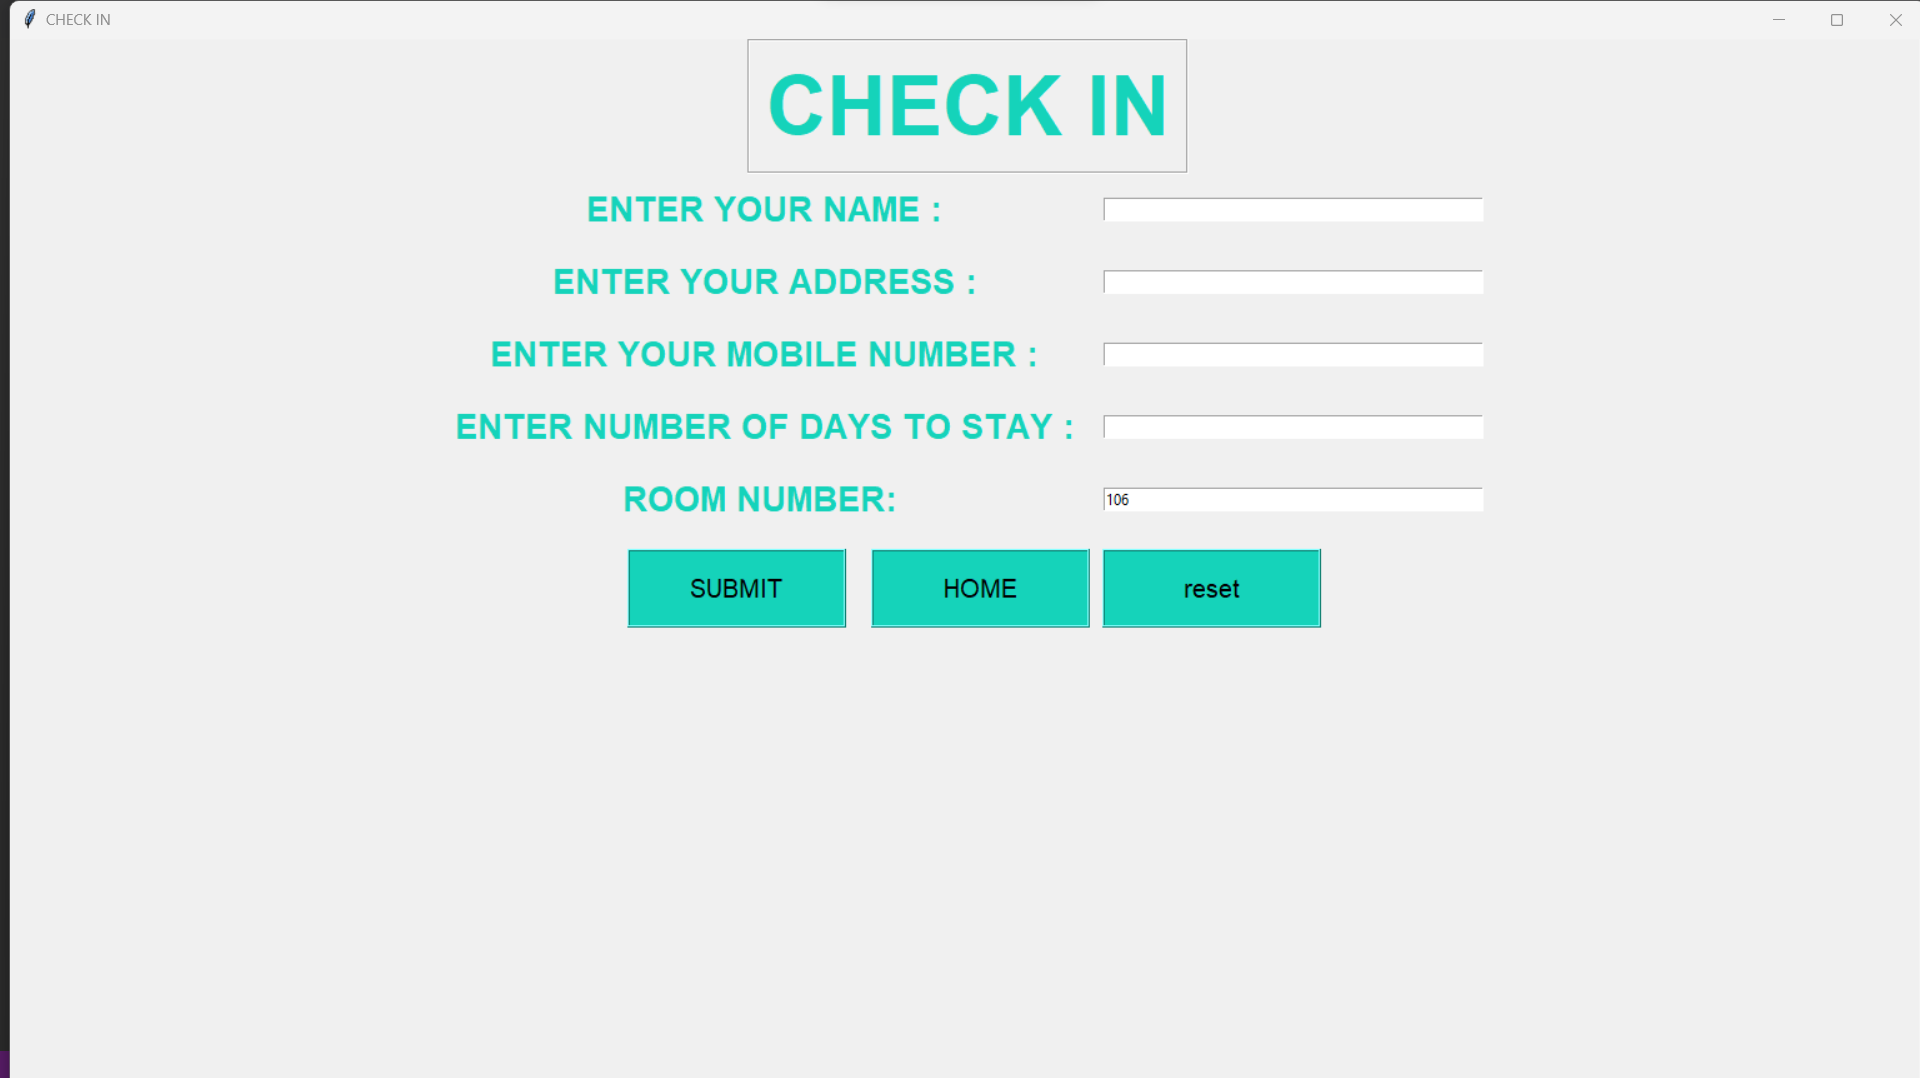 CHECK IN
CHECK IN
ENTER YOUR NAME :
ENTER YOUR ADDRESS :
ENTER YOUR MOBILE NUMBER :
ENTER NUMBER OF DAYS TO STAY :
ROOM NUMBER: 106
SUBMIT HOME reset